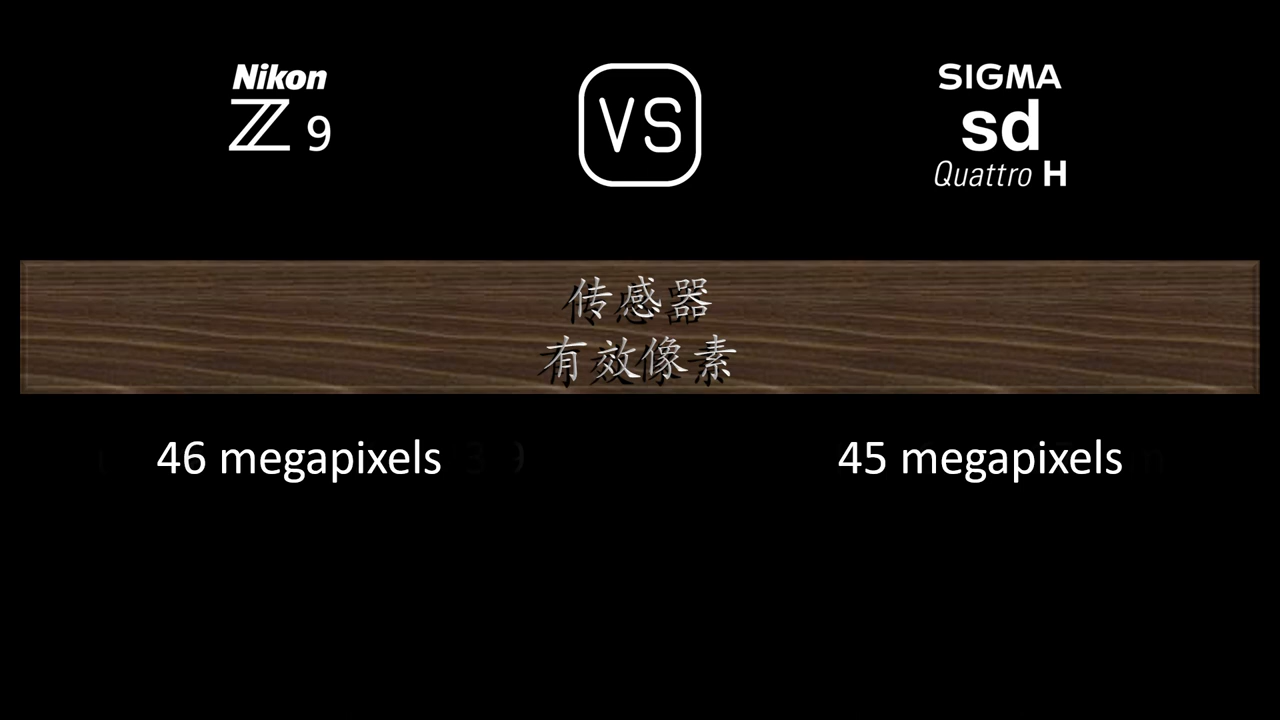 Nikon
Z 9
VS
SIGMA
sd
Quattro H
传感器
有效像素
46 megapixels
45 megapixels